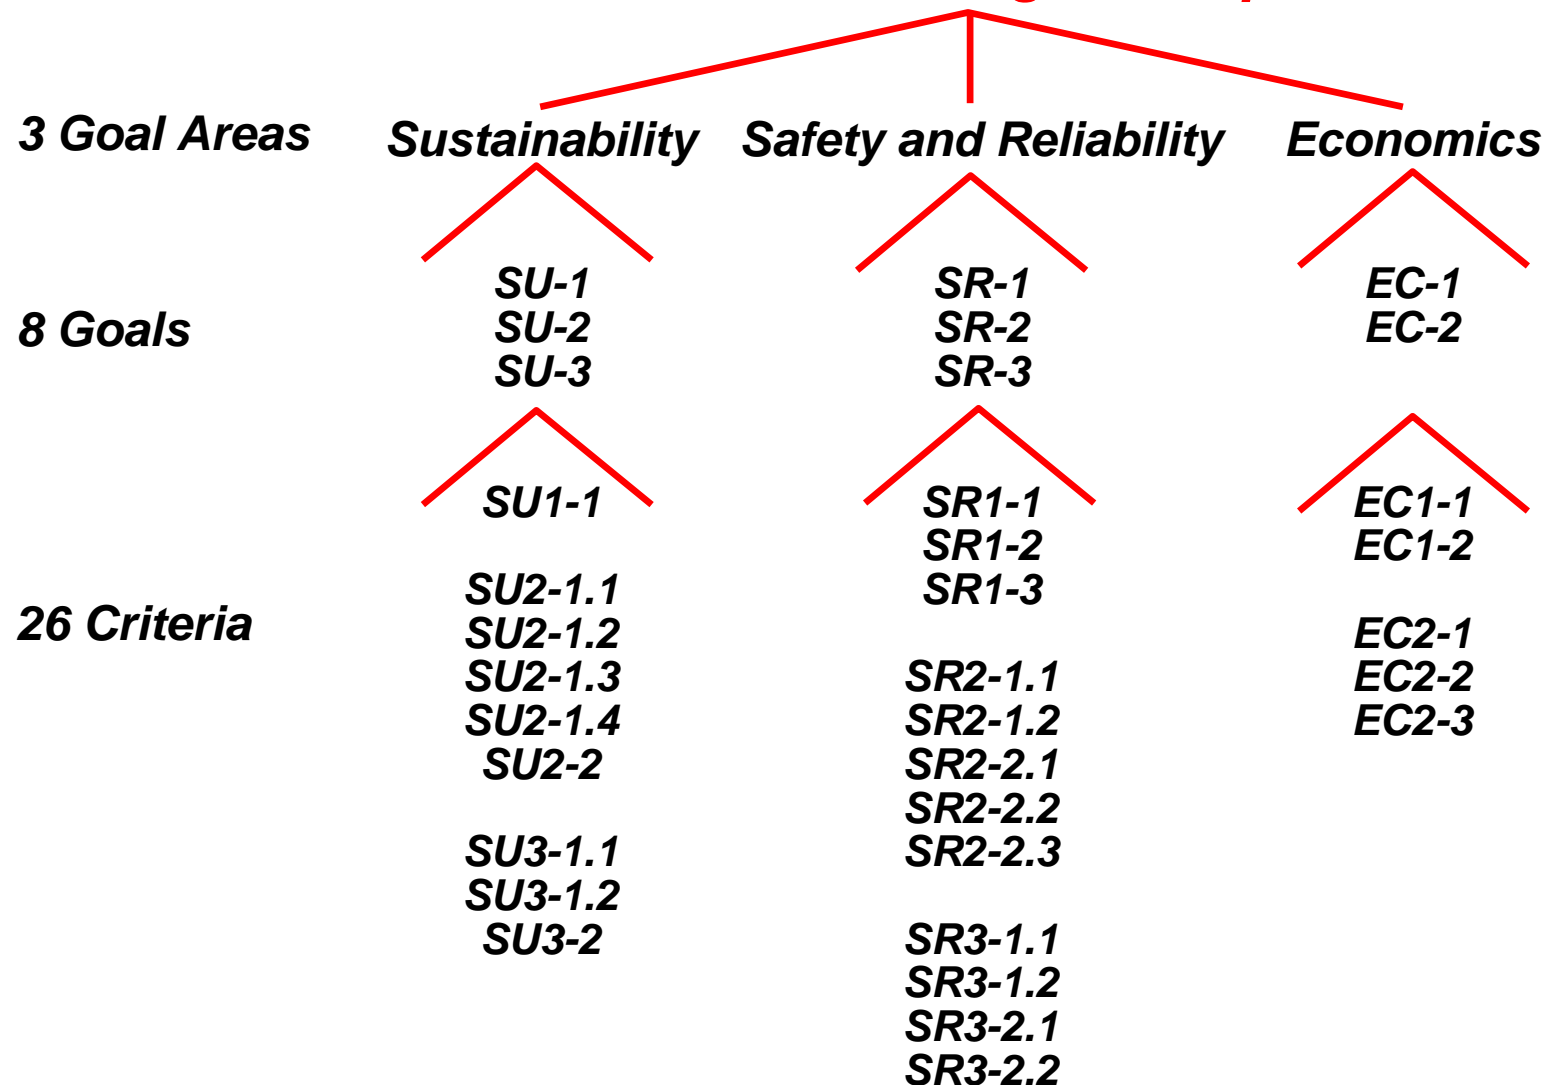 3 Goal Areas
Sustainability
Safety and Reliability
Economics
8 Goals
SU-1
SU-2
SU-3
SR-1
SR-2
SR-3
EC-1
EC-2
26 Criteria
SU1-1
SU2-1.1
SU2-1.2
SU2-1.3
SU2-1.4
SU2-2
SU3-1.1
SU3-1.2
SU3-2
SR1-1
SR1-2
SR1-3
SR2-1.1
SR2-1.2
SR2-2.1
SR2-2.2
SR2-2.3
SR3-1.1
SR3-1.2
SR3-2.1
SR3-2.2
EC1-1
EC1-2
EC2-1
EC2-2
EC2-3